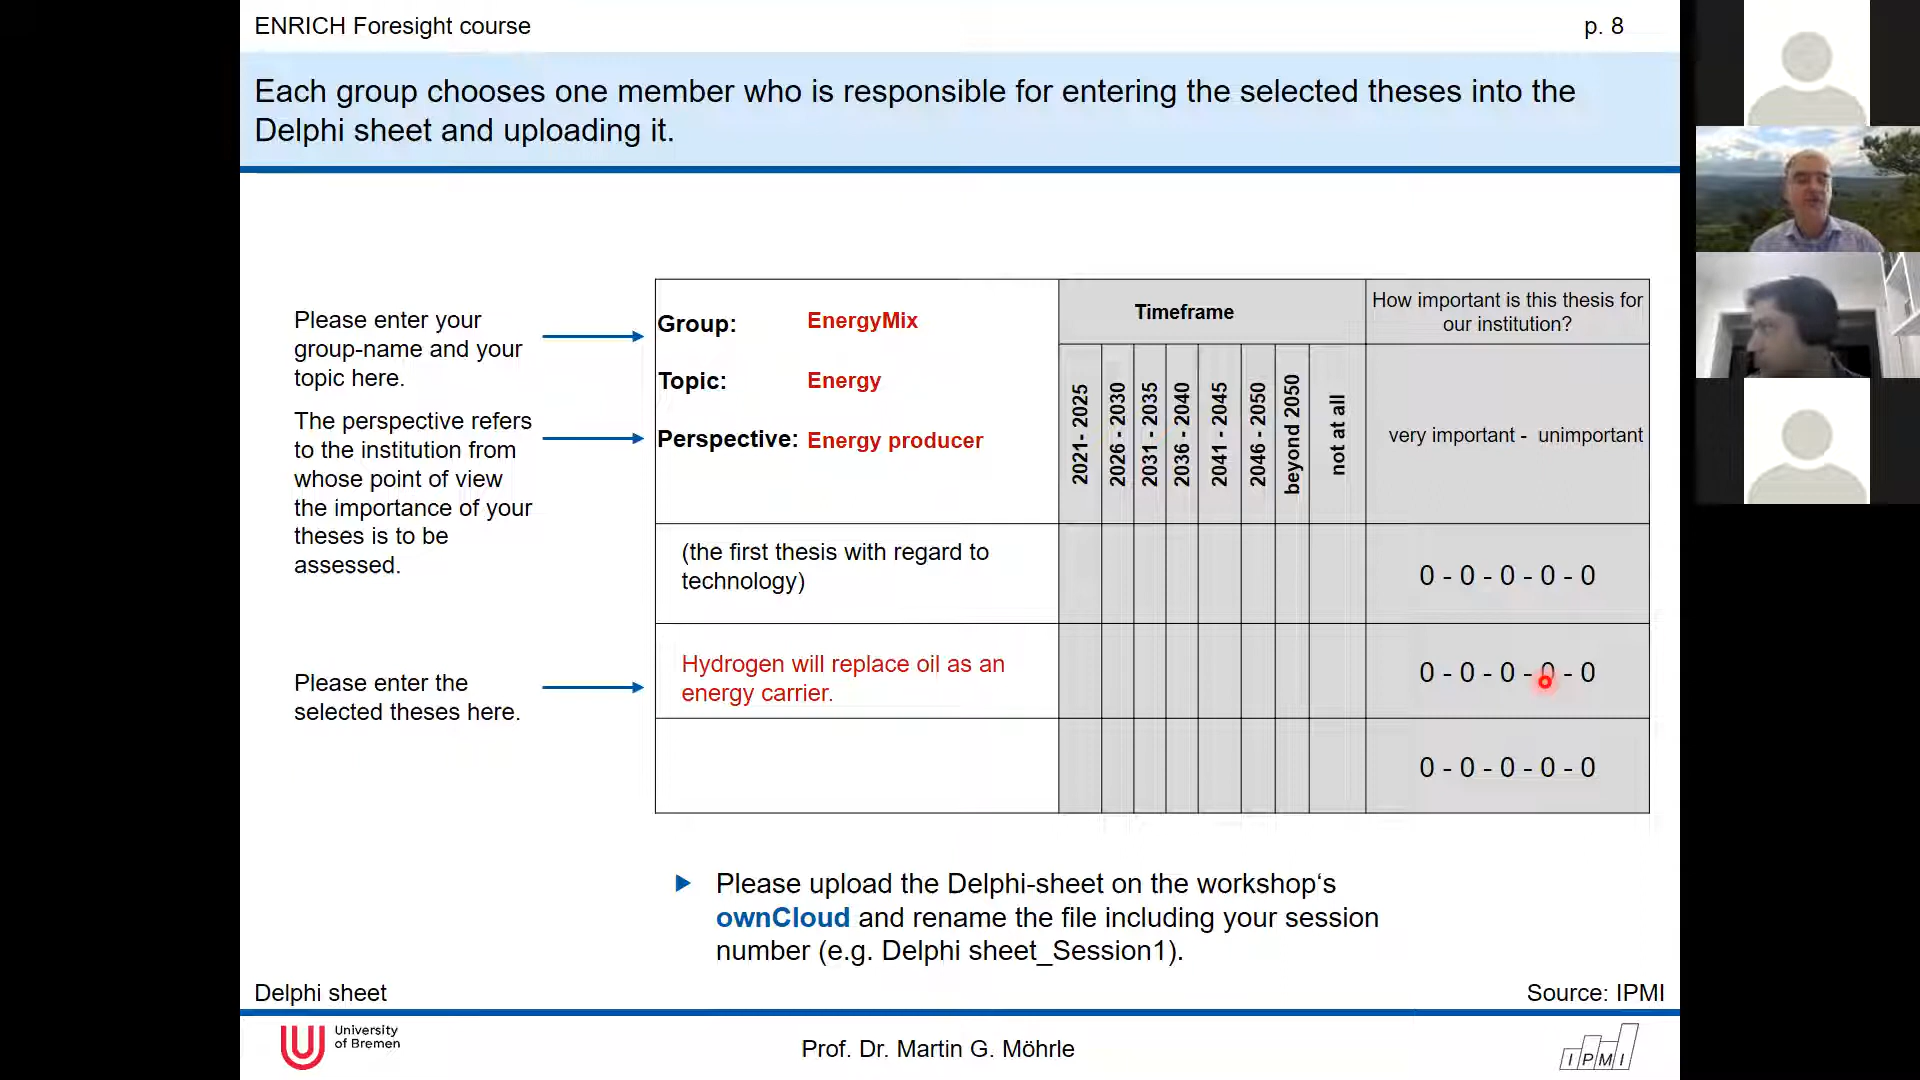 ENRICH Foresight course
p. 8
Each group chooses one member who is responsible for entering the selected theses into the
Delphi sheet and uploading it.
Please enter your
group-name and your
topic here.
The perspective refers
to the institution from
whose point of view
the importance of your
theses is to be
assessed.
Please enter the
selected theses here.
Group: EnergyMix
Topic: Energy
Perspective: Energy producer
Timeframe
How important is this thesis for
our institution?
2021- 2025
2026 - 2030
2031 - 2035
2036 - 2040
2041 - 2045
2046 - 2050
beyond 2050
not at all
very important - unimportant
(the first thesis with regard to
technology)
0 - 0 - 0 - 0 - 0
Hydrogen will replace oil as an
energy carrier.
0 - 0 - 0 - 0 - 0
0 - 0 - 0 - 0 - 0
Please upload the Delphi-sheet on the workshop‘s
ownCloud and rename the file including your session
number (e.g. Delphi sheet_Session1).
Delphi sheet
Source: IPMI
University
of Bremen
Prof. Dr. Martin G. Möhrle
IPMI